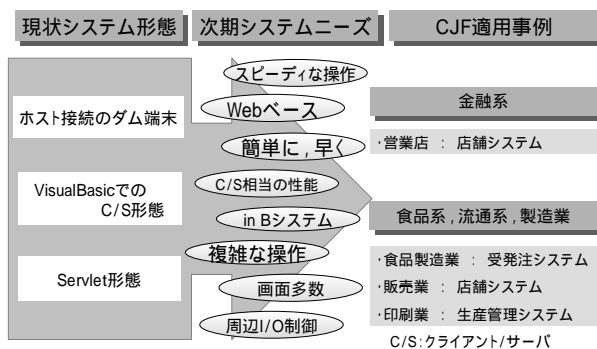 現状システム形態
次期システムニーズ
CJF適用事例
ホスト接続のダム端末
VisualBasicでの
C/S形態
Servlet形態
スピーディな操作
Webベース
簡単に,早く
C/S相当の性能
in Bシステム
複雑な操作
画面多数
周辺I/O制御
金融系
・営業店 : 店舗システム
食品系,流通系,製造業
・食品製造業 : 受発注システム
・販売業 : 店舗システム
・印刷業 : 生産管理システム
C/S:クライアント/サーバ